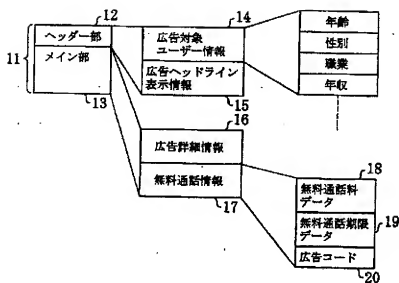 12
14
ヘッダー部
メイン部
11
13
広告対象
ユーザー情報
広告ヘッドライン
表示情報
15
年齢
性別
職業
年収
16
広告詳細情報
無料通話情報
17
18
無料通話料
データ
無料通話期限
データ
19
広告コード
20